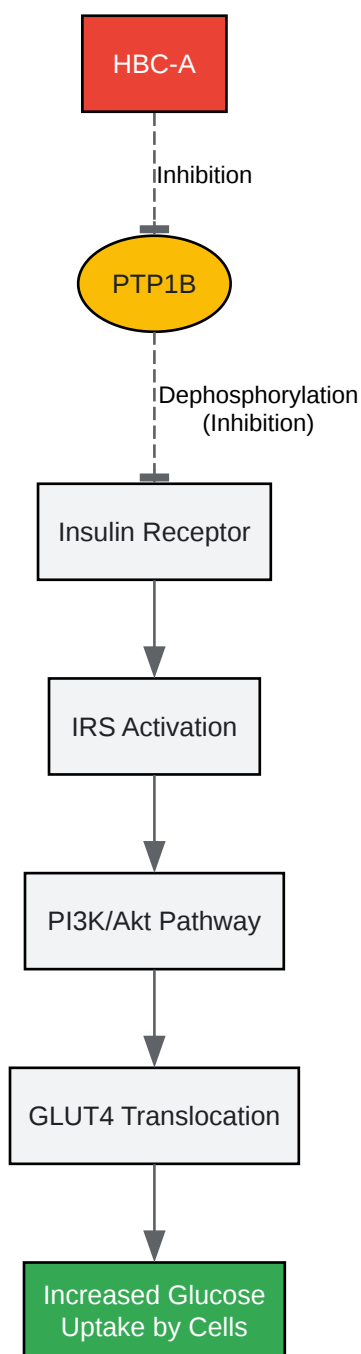 HBC-A
Inhibition
PTP1B
Dephosphorylation
(Inhibition)
Insulin Receptor
IRS Activation
PI3K/Akt Pathway
GLUT4 Translocation
Increased Glucose
Uptake by Cells